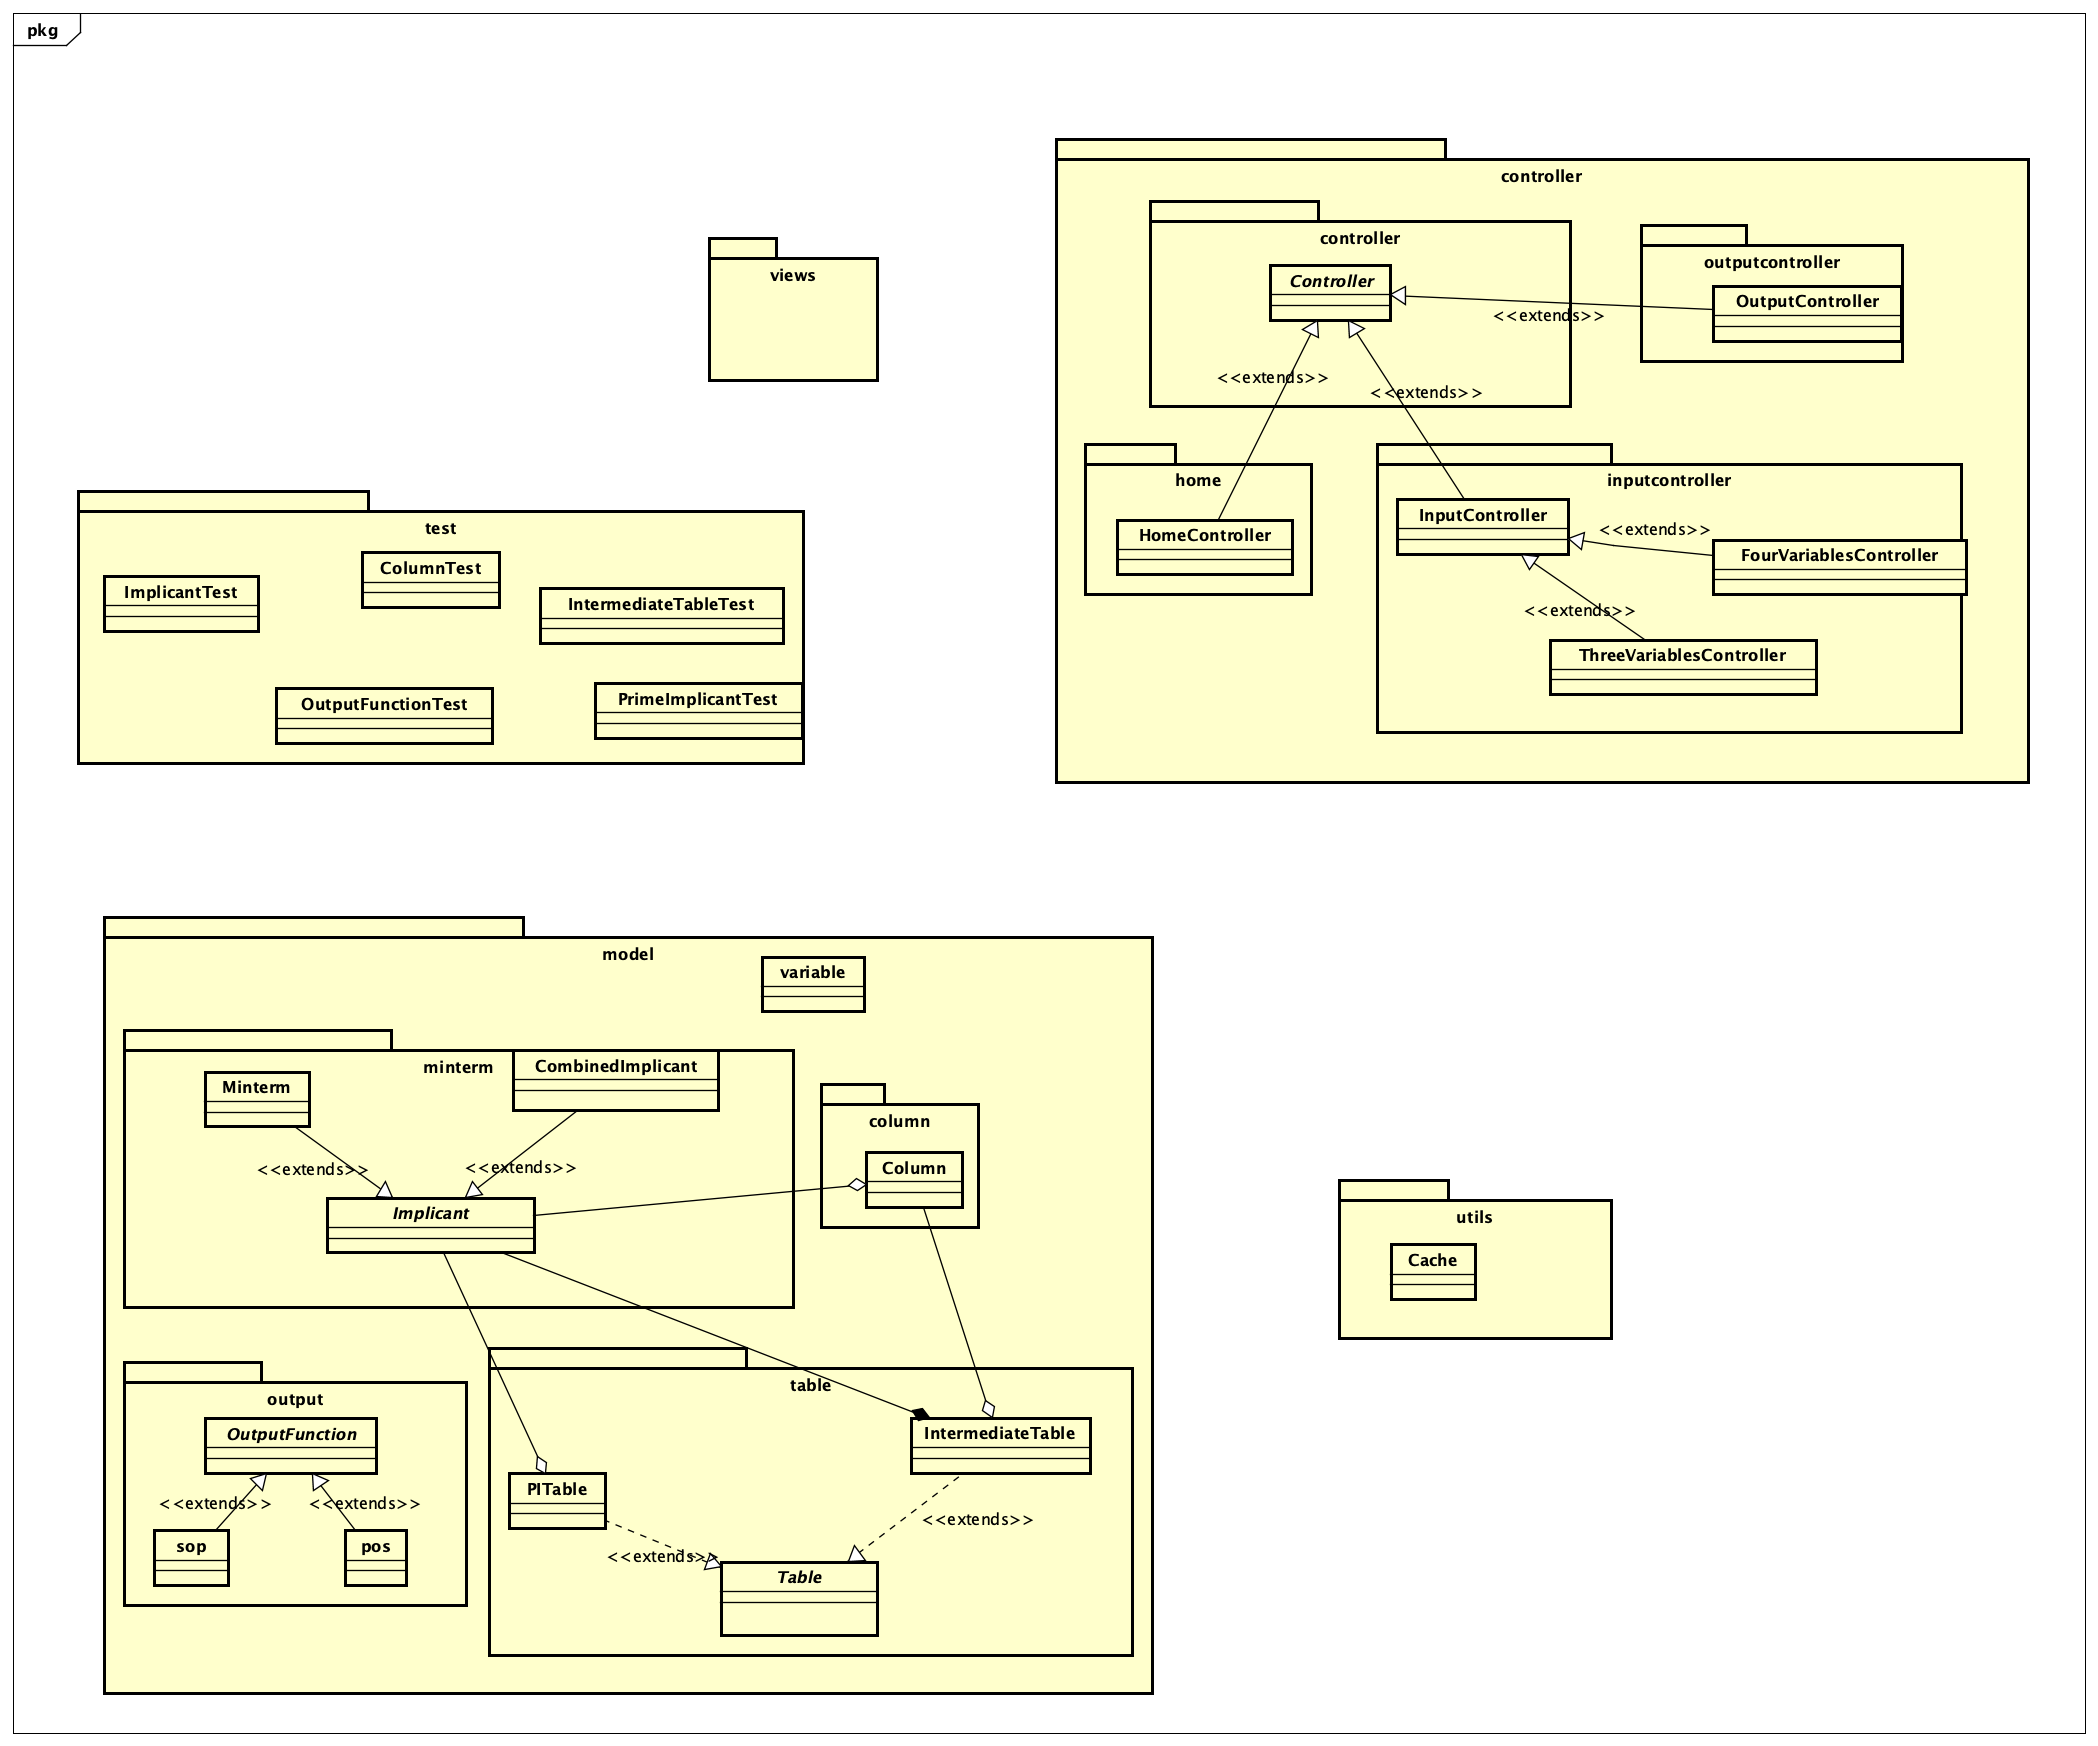 pkg
controller
controller
Controller
outputcontroller
OutputController
<<extends>>
<<extends>>
<<extends>>
home
HomeController
inputcontroller
InputController
<<extends>>
FourVariablesController
<<extends>>
ThreeVariablesController
views
test
ColumnTest
ImplicantTest
IntermediateTableTest
OutputFunctionTest
PrimeImplicantTest
model
variable
minterm
CombinedImplicant
Minterm
<<extends>>
<<extends>>
Implicant
column
Column
utils
Cache
output
OutputFunction
<<extends>>
<<extends>>
sop
pos
table
IntermediateTable
PITable
<<extends>>
<<extends>>
Table